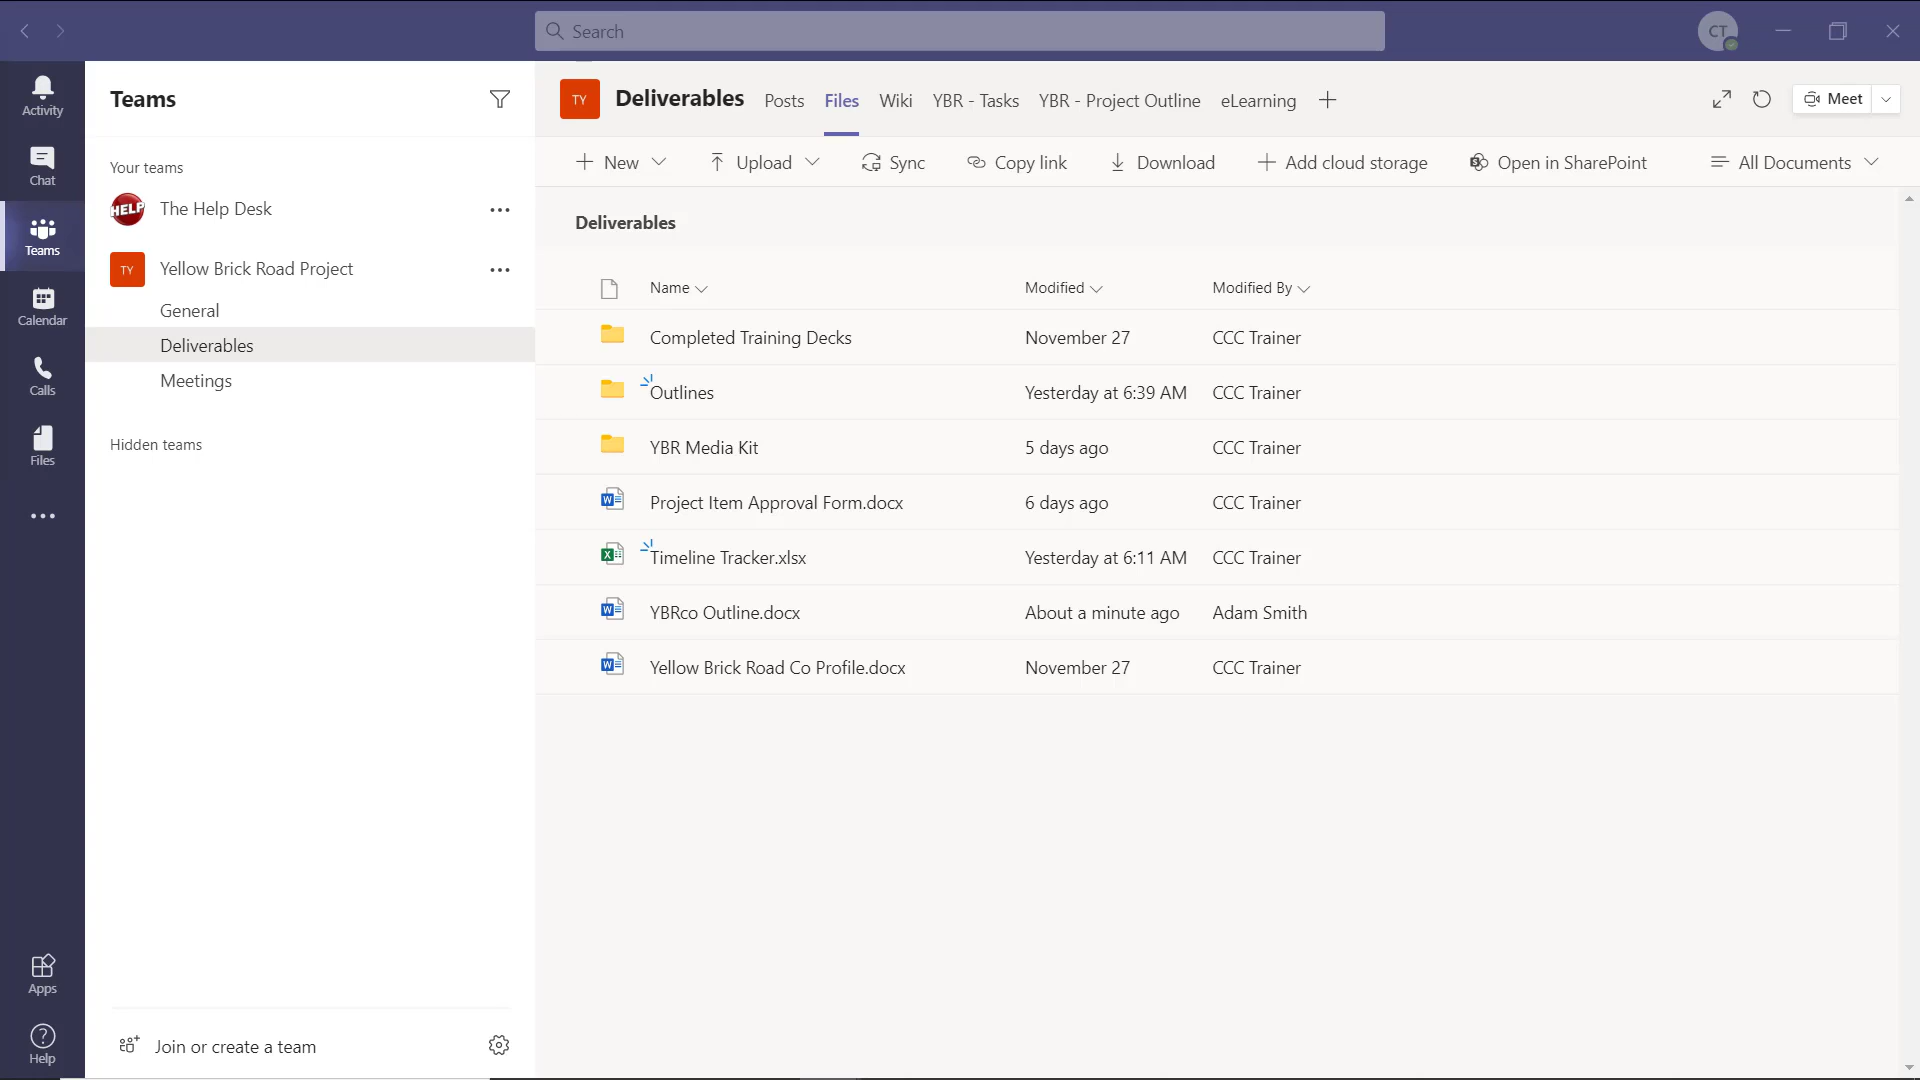 Search
CT
Activity
Chat
Teams
Calendar
Calls
Files
Apps
Help
Teams
Your teams
HELP The Help Desk
TY Yellow Brick Road Project
General
Deliverables
Meetings
Hidden teams
Join or create a team
TY Deliverables Posts Files Wiki YBR - Tasks YBR - Project Outline eLearning Meet
New Upload Sync Copy link Download Add cloud storage Open in SharePoint All Documents
Deliverables
Name Modified Modified By
Completed Training Decks November 27 CCC Trainer
Outlines Yesterday at 6:39 AM CCC Trainer
YBR Media Kit 5 days ago CCC Trainer
Project Item Approval Form.docx 6 days ago CCC Trainer
Timeline Tracker.xlsx Yesterday at 6:11 AM CCC Trainer
YBRco Outline.docx About a minute ago Adam Smith
Yellow Brick Road Co Profile.docx November 27 CCC Trainer